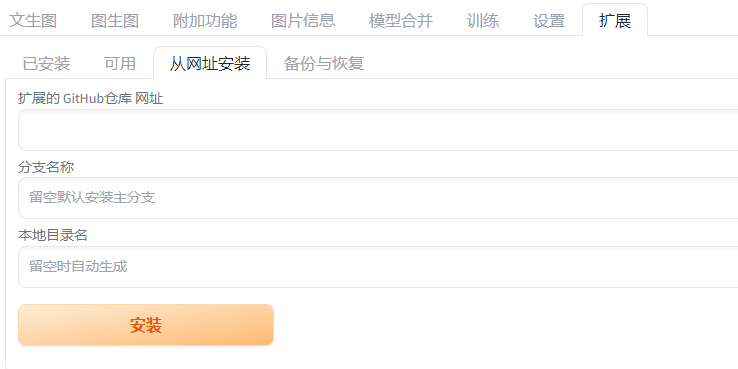 文生图 图生图 附加功能 图片信息 模型合并 训练 设置 扩展
已安装 可用 从网址安装 备份与恢复
扩展的 GitHub仓库 网址
分支名称
留空默认安装主分支
本地目录名
留空时自动生成
安装